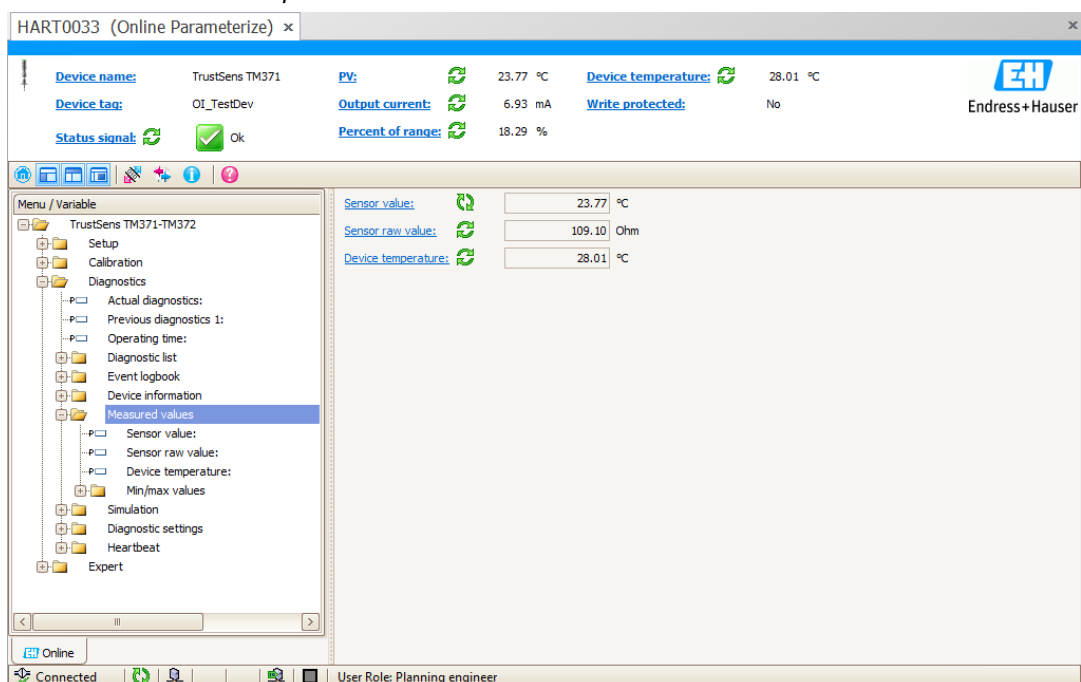 HART0033 (Online Parameterize) ×
×
Device name: TrustSens TM371 PV: 23.77 °C Device temperature: 28.01 °C
Device tag: OI_TestDev Output current: 6.93 mA Write protected: No
Status signal: Ok Percent of range: 18.29 %
EH
Endress+Hauser
Menu / Variable
TrustSens TM371-TM372
Setup
Calibration
Diagnostics
Actual diagnostics:
Previous diagnostics 1:
Operating time:
Diagnostic list
Event logbook
Device information
Measured values
Sensor value:
Sensor raw value:
Device temperature:
Min/max values
Simulation
Diagnostic settings
Heartbeat
Expert
Sensor value: 23.77 °C
Sensor raw value: 109.10 Ohm
Device temperature: 28.01 °C
Online
Connected User Role: Planning engineer